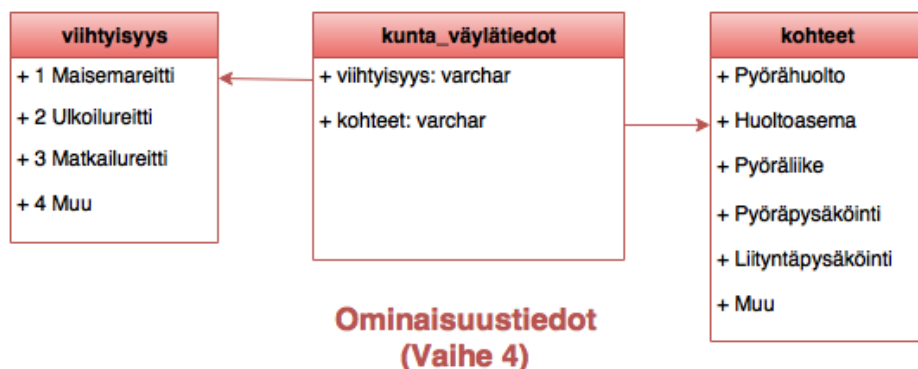 viihtyisyys
+ 1 Maisemareitti
+ 2 Ulkoilureitti
+ 3 Matkailureitti
+ 4 Muu
kunta_väylätiedot
+ viihtyisyys: varchar
+ kohteet: varchar
kohteet
+ Pyörähuolto
+ Huoltoasema
+ Pyöräliike
+ Pyöräpysäköinti
+ Liityntäpysäköinti
+ Muu
Ominaisuustiedot
(Vaihe 4)